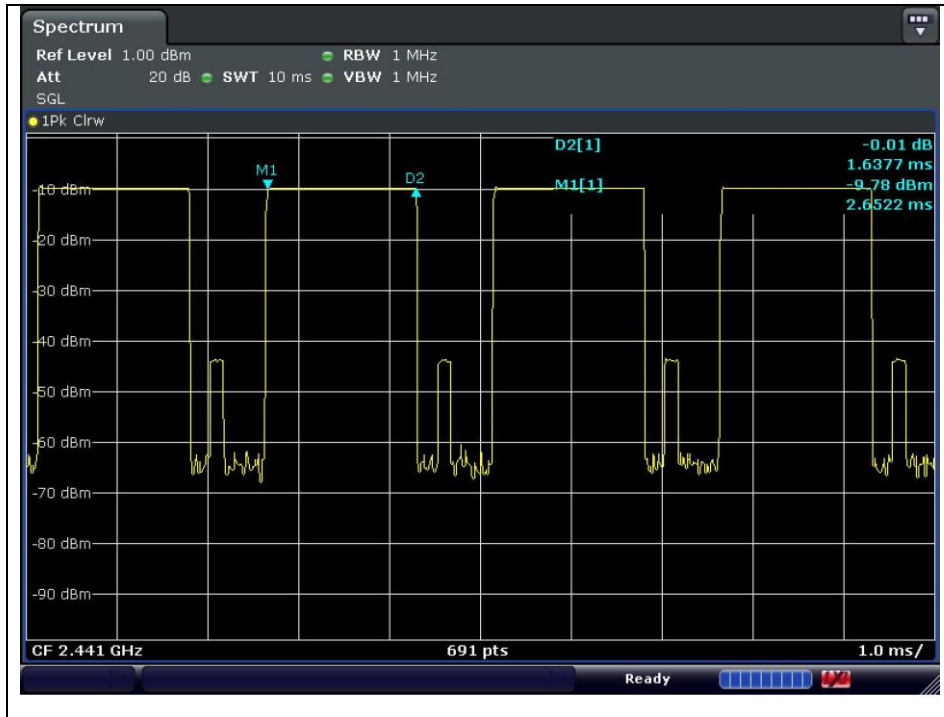 Spectrum
Ref Level 1.00 dBm RBW 1 MHz
Att 20 dB SWT 10 ms VBW 1 MHz
SGL
1Pk Clrw
D2[1] -0.01 dB
1.6377 ms
M1[1] -9.78 dBm
2.6522 ms
M1
D2
-10 dBm
-20 dBm
-30 dBm
-40 dBm
-50 dBm
-60 dBm
-70 dBm
-80 dBm
-90 dBm
CF 2.441 GHz 691 pts 1.0 ms/
Ready